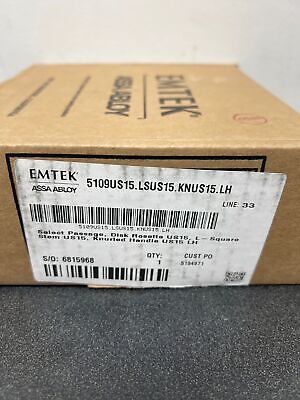 EMTEK
ASSA ABLOY
EMTEK
ASSA ABLOY
5109US15.LSUS15.KNUS15.LH
LINE: 33
5109US15.LSUS15.KNUS15.LH
Select Passage, Disk Rosette US15, L - Square
Stem US15, Knurled Handle US15 LH
S/O: 6815968
QTY:
1
CUST PO
5194971